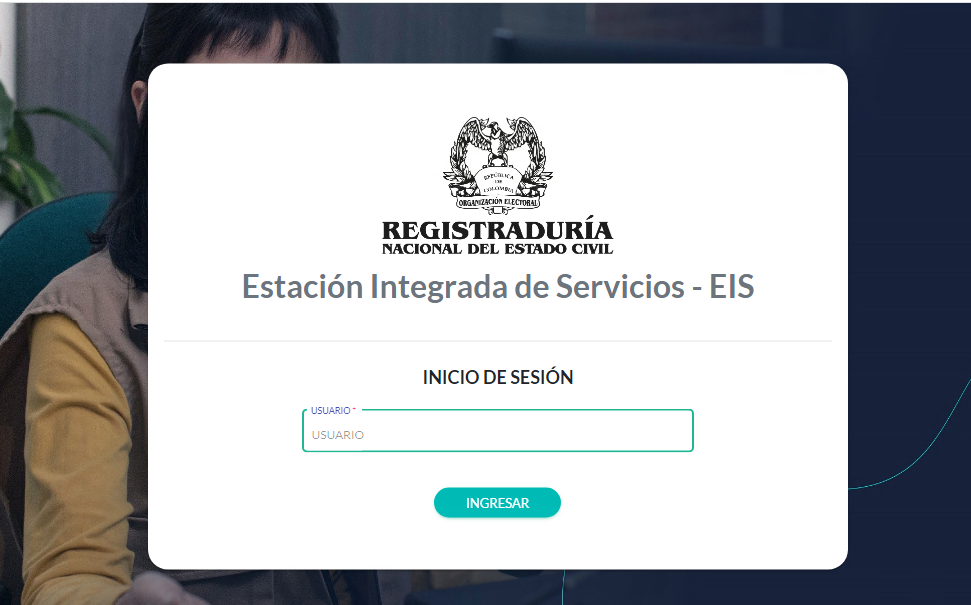 REPÚBLICA
DE
COLOMBIA
ORGANIZACIÓN ELECTORAL
REGISTRADURÍA
NACIONAL DEL ESTADO CIVIL
Estación Integrada de Servicios - EIS
INICIO DE SESIÓN
USUARIO *
USUARIO
INGRESAR